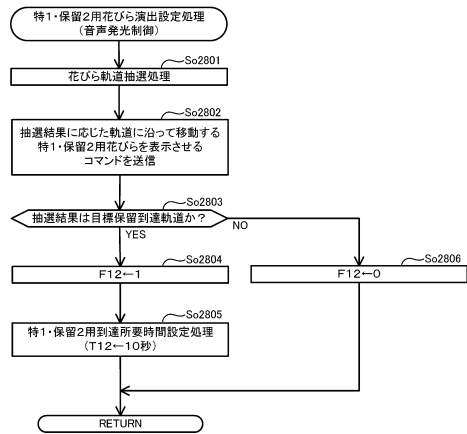 特１・保留２用花びら演出設定処理
（音声発光制御）
So2801
花びら軌道抽選処理
So2802
抽選結果に応じた軌道に沿って移動する
特１・保留２用花びらを表示させる
コマンドを送信
So2803
抽選結果は目標保留到達軌道か？
NO
YES
So2804
Ｆ１２←１
So2806
Ｆ１２←０
So2805
特１・保留２用到達所要時間設定処理
（Ｔ１２←１０秒）
RETURN